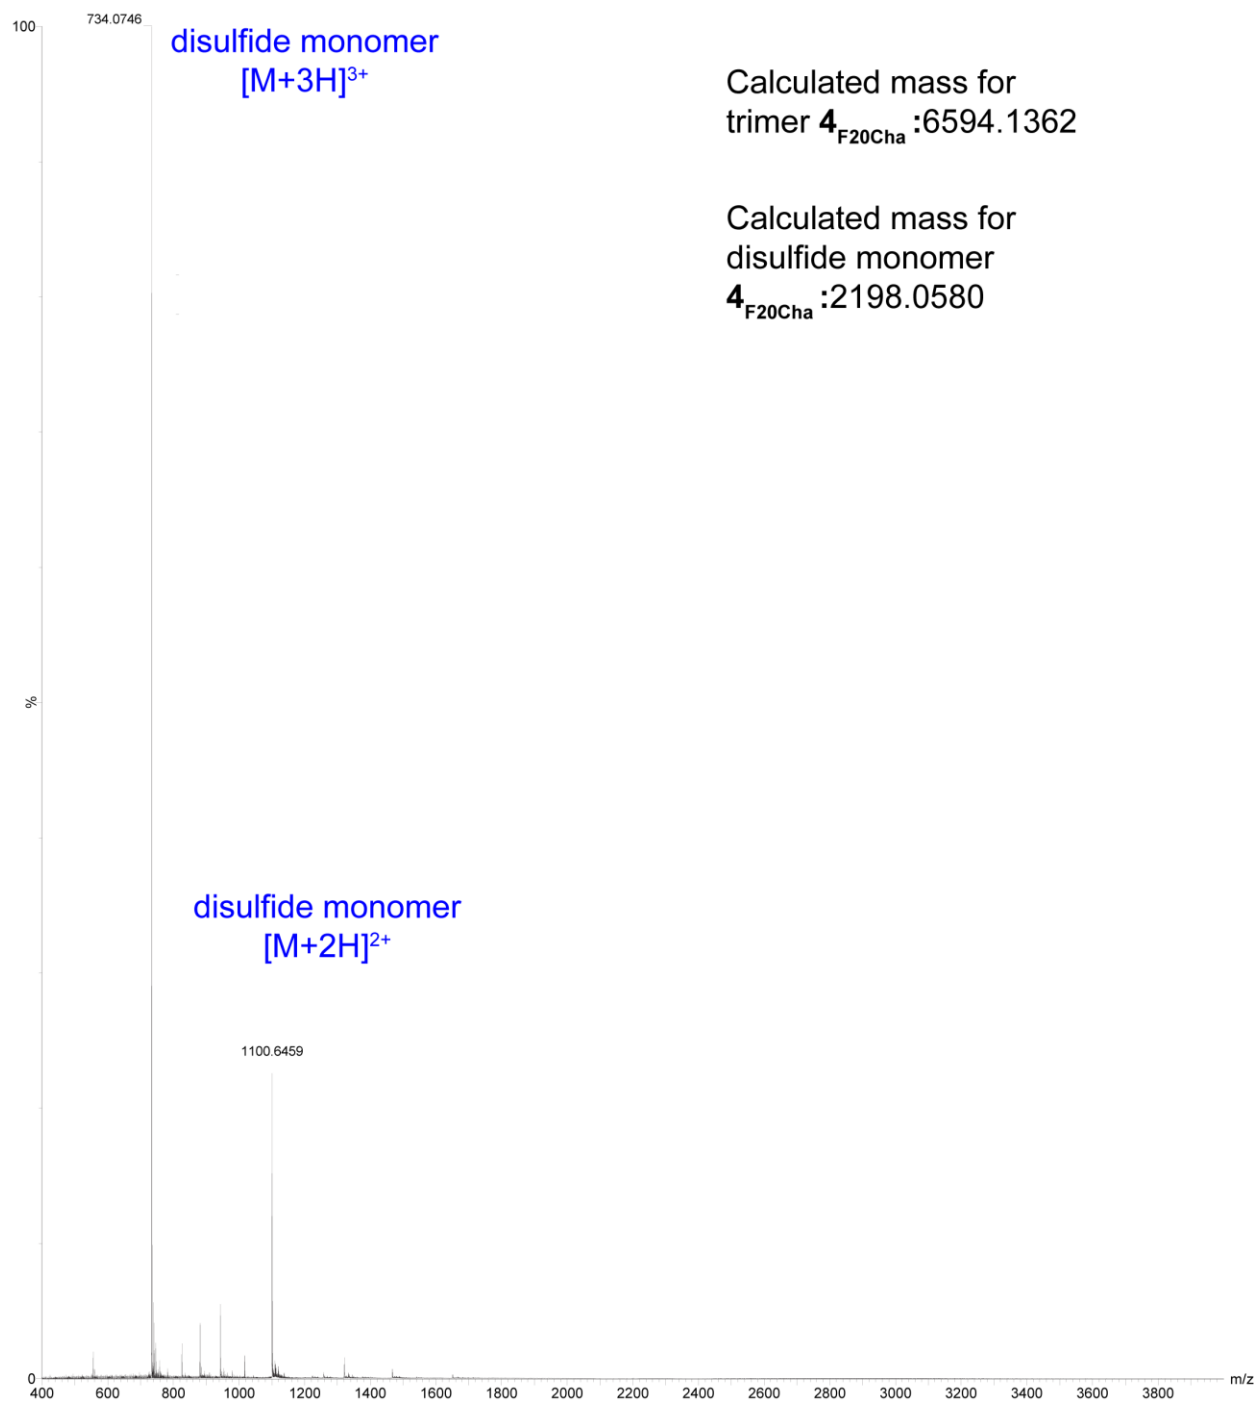 100
734.0746
disulfide monomer
[M+3H]3+
Calculated mass for
trimer 4F20Cha :6594.1362
Calculated mass for
disulfide monomer
4F20Cha :2198.0580
%
disulfide monomer
[M+2H]2+
1100.6459
0
400 600 800 1000 1200 1400 1600 1800 2000 2200 2400 2600 2800 3000 3200 3400 3600 3800 m/z